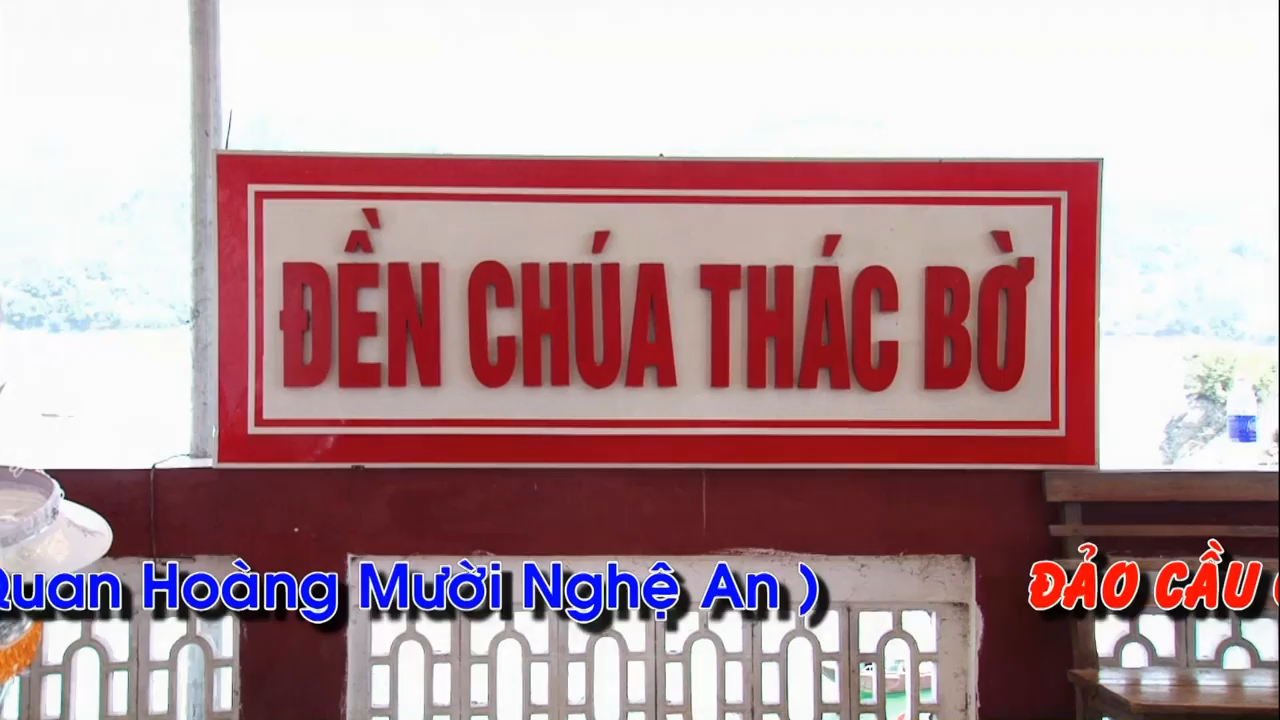 ĐỀN CHÚA THÁC BỜ
Quan Hoàng Mười Nghệ An ) ĐẢO CẦU